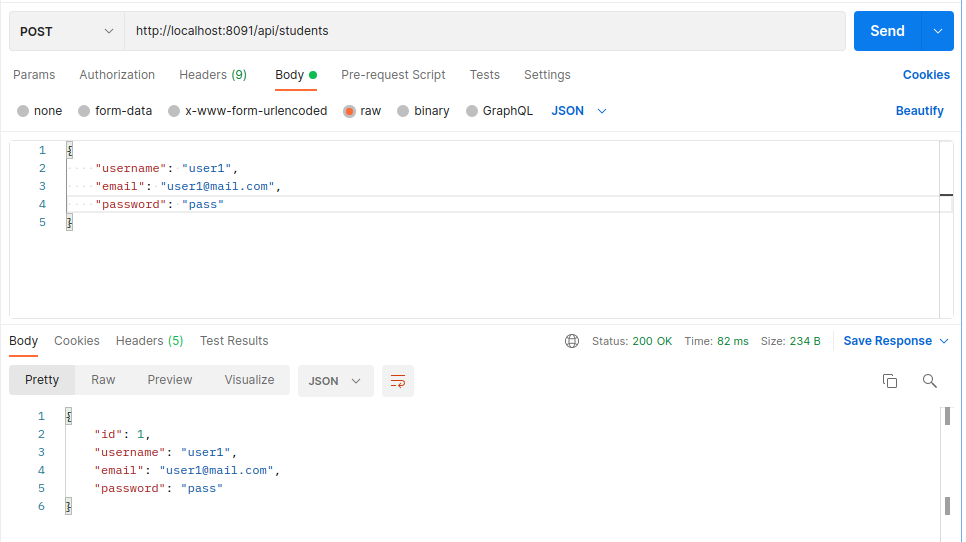 POST http://localhost:8091/api/students Send
Params Authorization Headers (9) Body Pre-request Script Tests Settings Cookies
none form-data x-www-form-urlencoded raw binary GraphQL JSON Beautify
1 {
2 "username": "user1",
3 "email": "user1@mail.com",
4 "password": "pass"
5 }
Body Cookies Headers (5) Test Results Status: 200 OK Time: 82 ms Size: 234 B Save Response
Pretty Raw Preview Visualize JSON
1 {
2 "id": 1,
3 "username": "user1",
4 "email": "user1@mail.com",
5 "password": "pass"
6 }